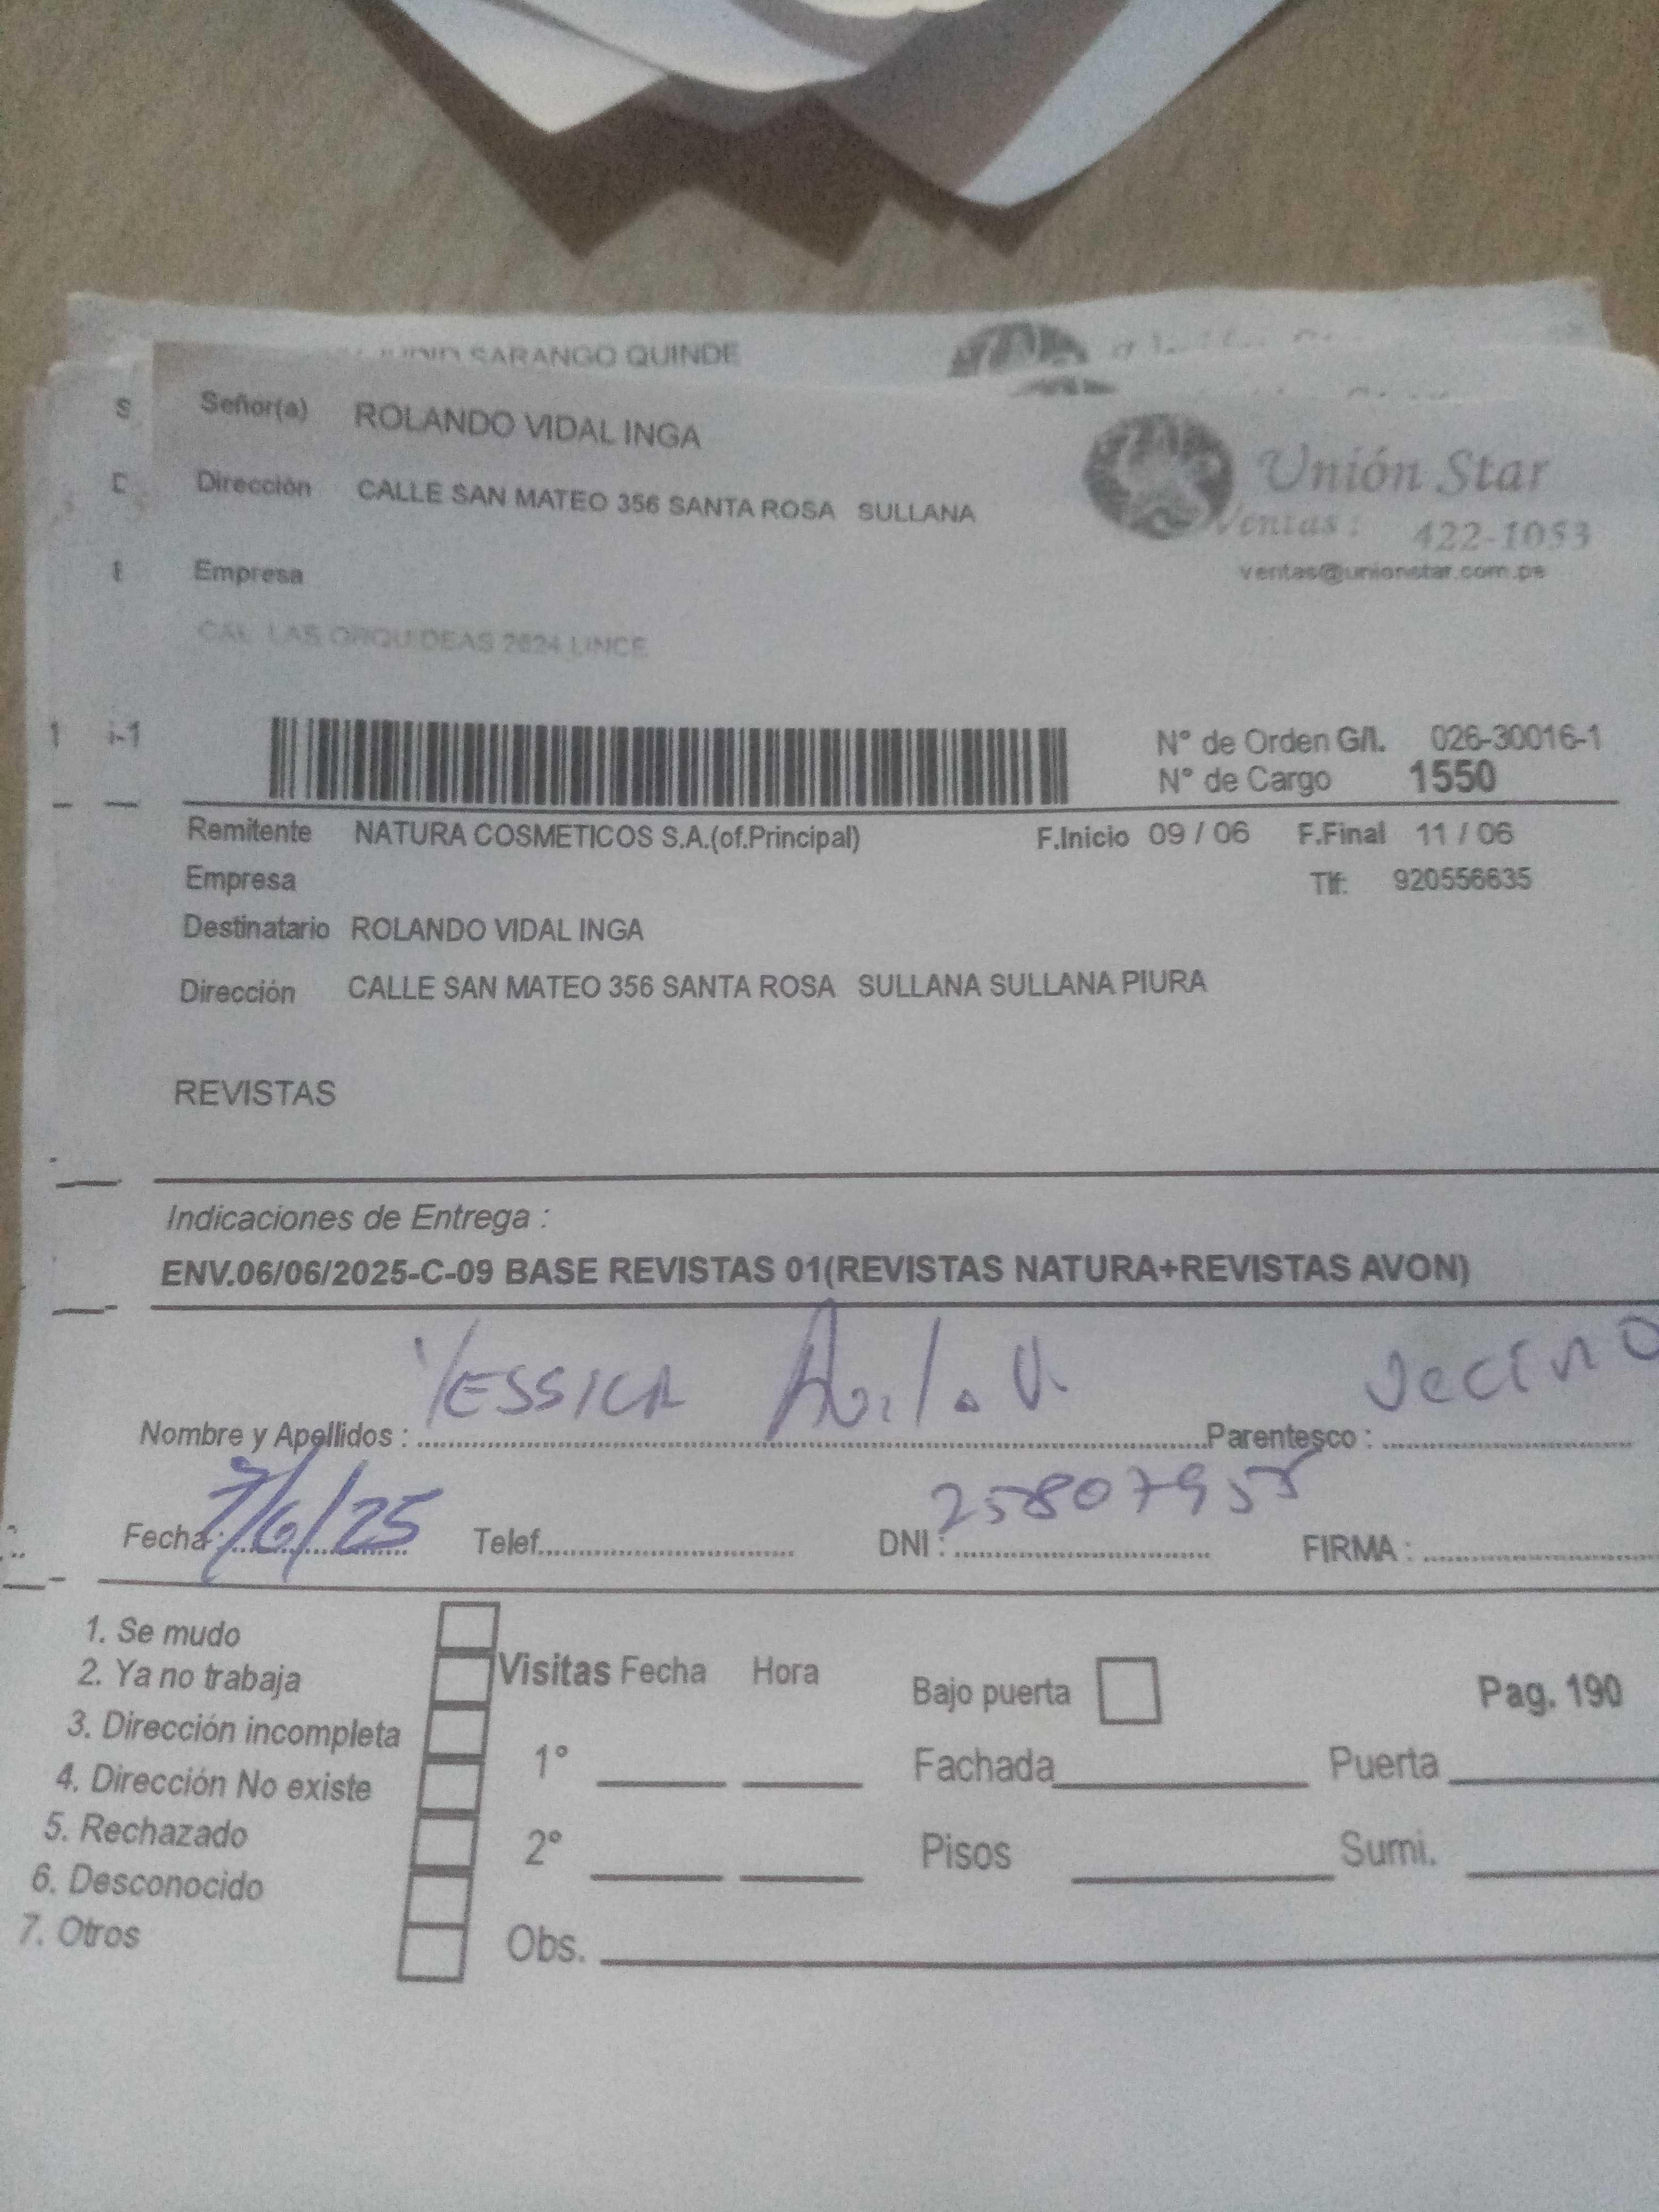 SARANGO QUINDE
S Señor(a) ROLANDO VIDAL INGA
D Dirección CALLE SAN MATEO 356 SANTA ROSA SULLANA
Unión Star
Ventas : 422-1053
ventas@unionstar.com.pe
Empresa
CAL LAS ORQUIDEAS 2624 LINCE
1 -1
N° de Orden G/I. 026-30016-1
N° de Cargo 1550
Remitente NATURA COSMETICOS S.A.(of.Principal) F.Inicio 09 / 06 F.Final 11 / 06
Empresa Tlf: 920556635
Destinatario ROLANDO VIDAL INGA
Dirección CALLE SAN MATEO 356 SANTA ROSA SULLANA SULLANA PIURA
REVISTAS
Indicaciones de Entrega :
ENV.06/06/2025-C-09 BASE REVISTAS 01(REVISTAS NATURA+REVISTAS AVON)
Nombre y Apellidos : YESSICA Avila V. Parentesco : vecino
Fecha: 7/6/25 Telef. DNI : 25807955 FIRMA :
1. Se mudo
2. Ya no trabaja
3. Dirección incompleta
4. Dirección No existe
5. Rechazado
6. Desconocido
7. Otros
Visitas Fecha Hora
1°
2°
Obs.
Bajo puerta Pag. 190
Fachada Puerta
Pisos Sumi.